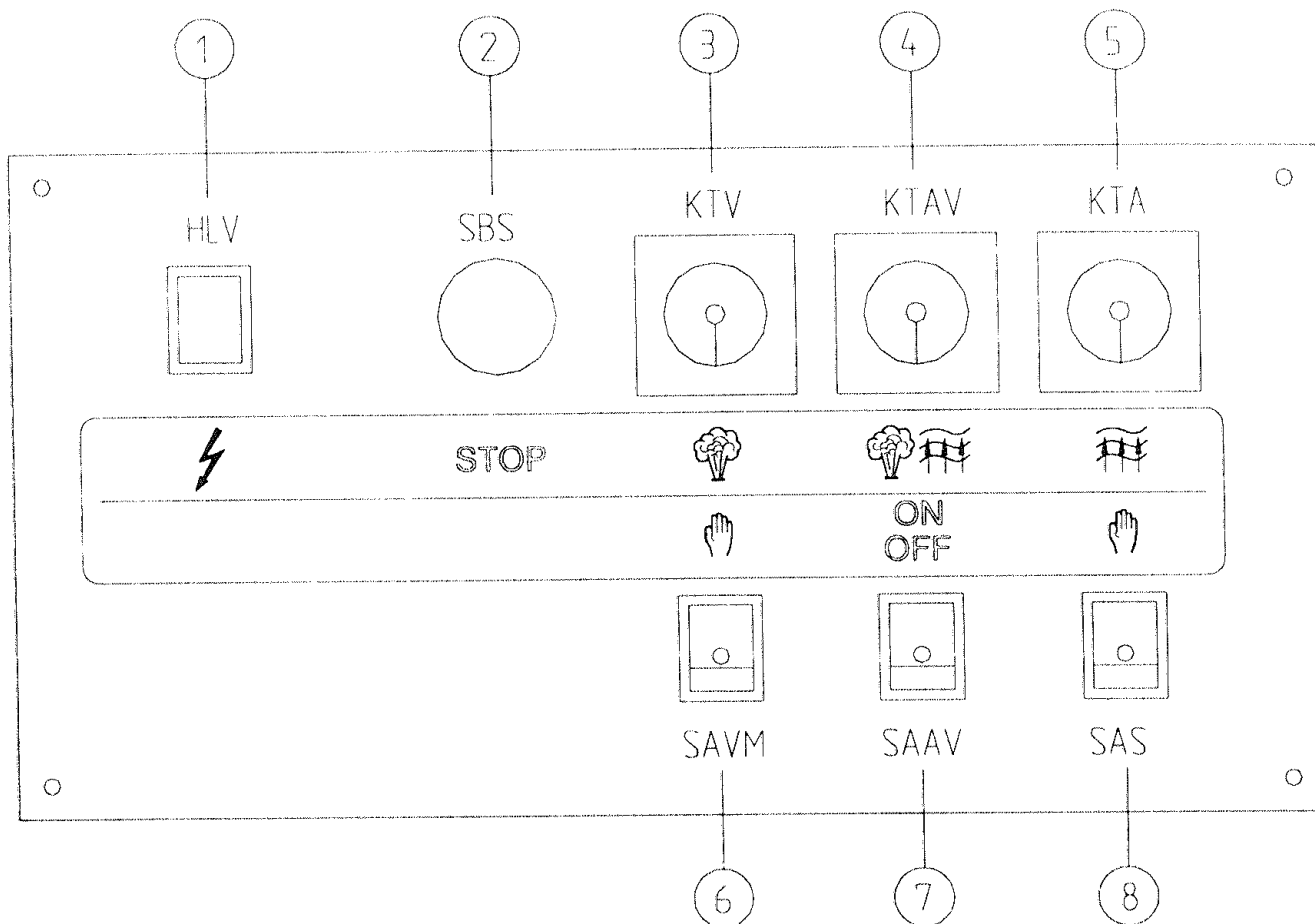 1 2 3 4 5
HLV SBS KTV KTAV KTA
STOP
ON
OFF
SAVM SAAV SAS
6 7 8